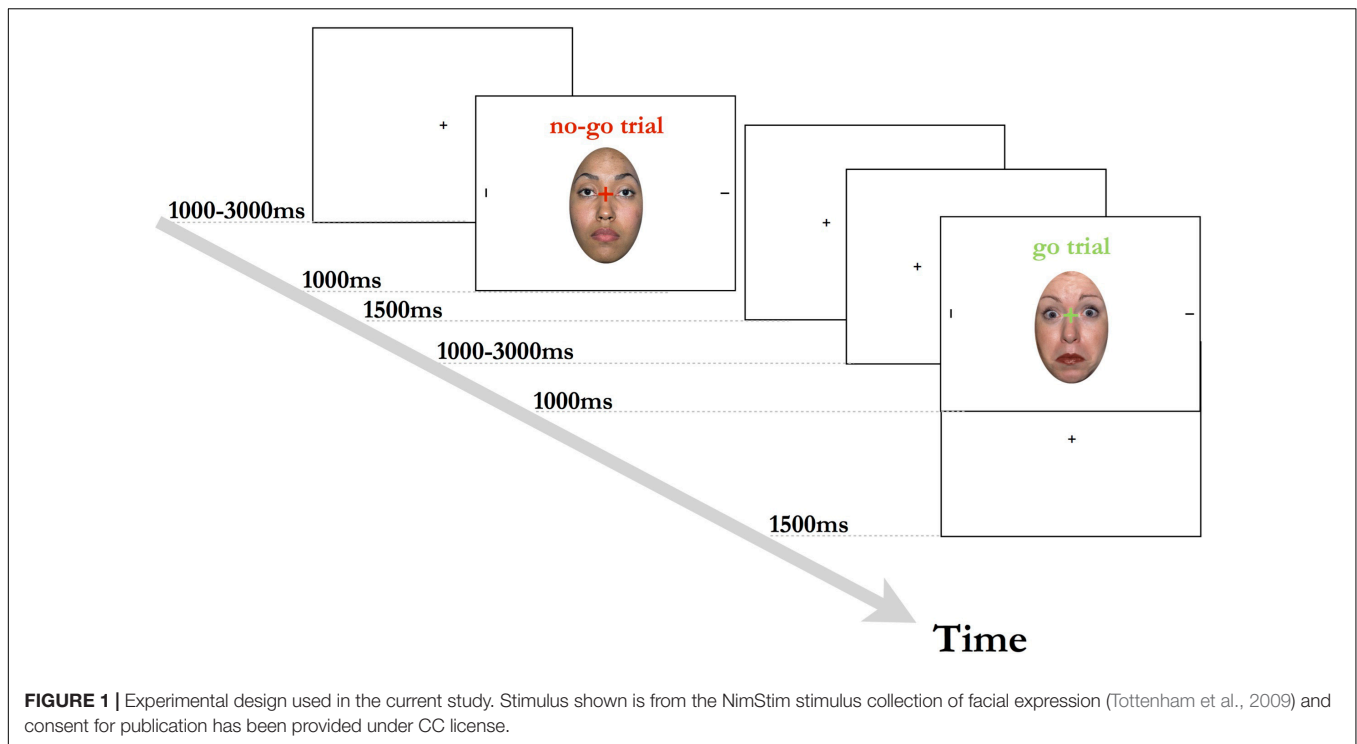 no-go trial
1000-3000ms
1000ms
1500ms
go trial
1000-3000ms
1000ms
1500ms
Time
FIGURE 1 | Experimental design used in the current study. Stimulus shown is from the NimStim stimulus collection of facial expression (Tottenham et al., 2009) and
consent for publication has been provided under CC license.